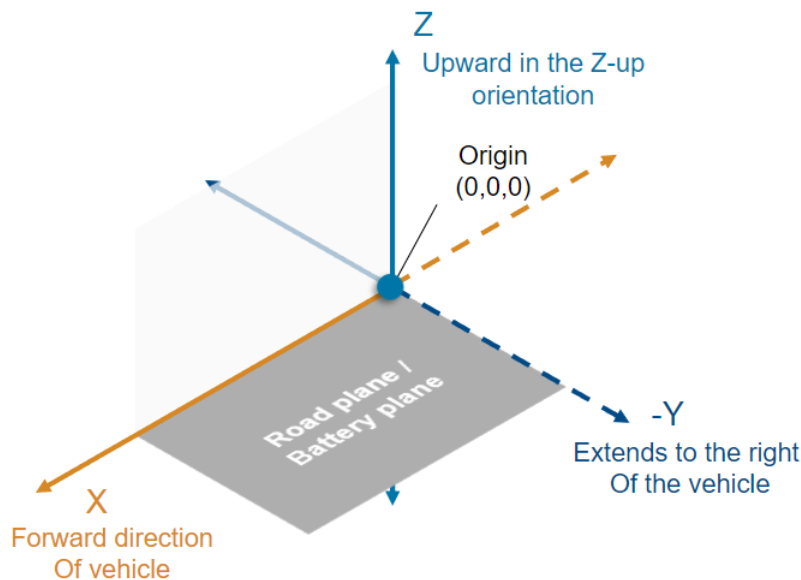 Z
Upward in the Z-up
orientation
Origin
(0,0,0)
Road plane /
Battery plane
-Y
Extends to the right
Of the vehicle
X
Forward direction
Of vehicle